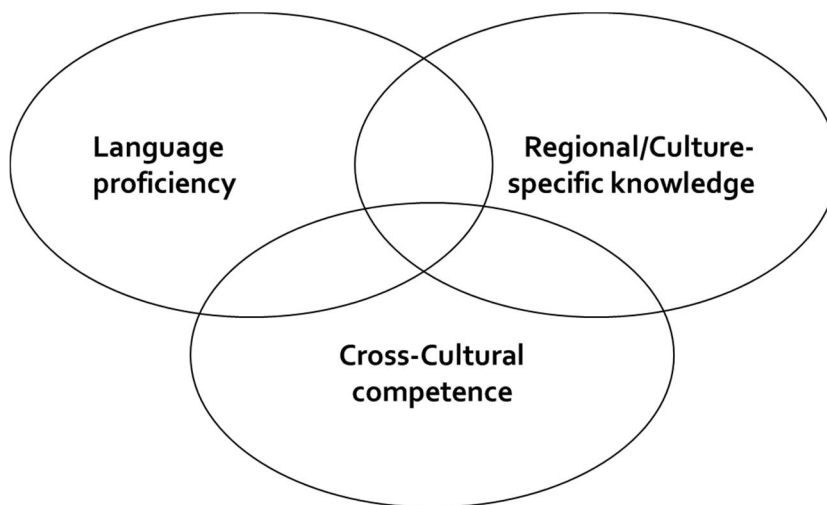 Language
proficiency
Regional/Culture-
specific knowledge
Cross-Cultural
competence